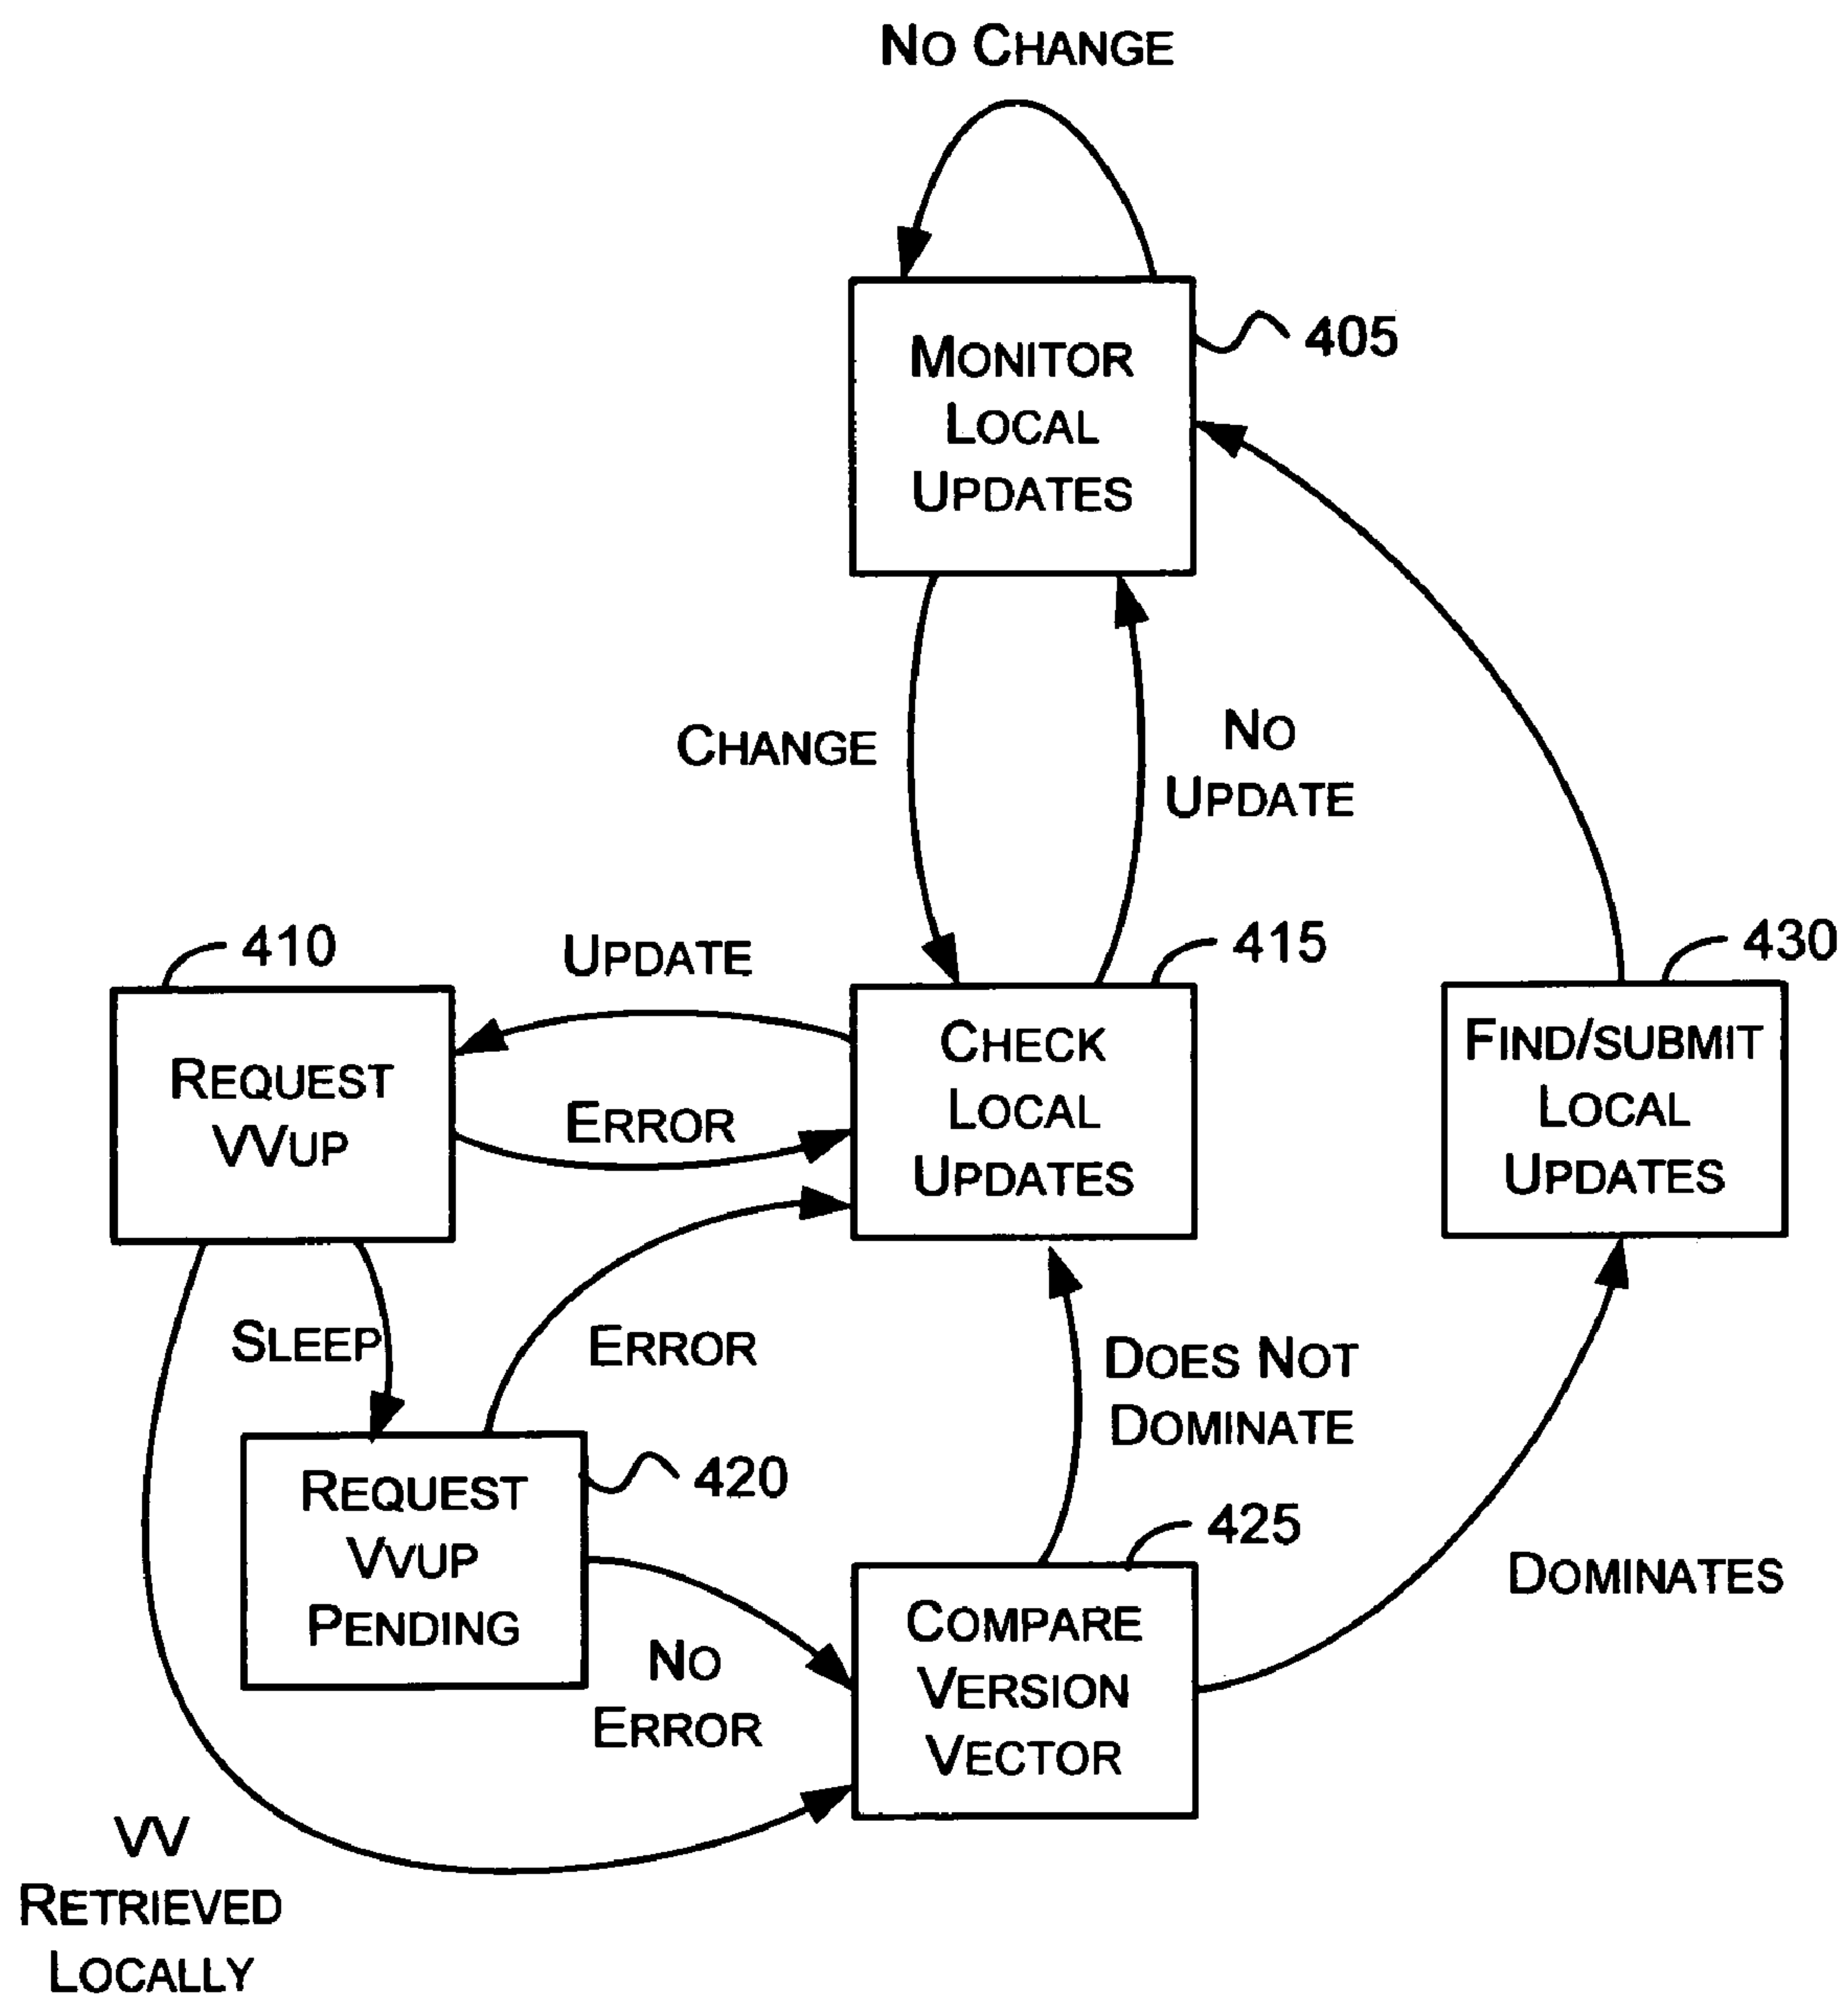 NO CHANGE
MONITOR
LOCAL
UPDATES
405
CHANGE
NO
UPDATE
410
UPDATE
415
430
REQUEST
VVUP
ERROR
CHECK
LOCAL
UPDATES
FIND/SUBMIT
LOCAL
UPDATES
SLEEP
ERROR
DOES NOT
DOMINATE
REQUEST
VVUP
PENDING
420
425
DOMINATES
NO
ERROR
COMPARE
VERSION
VECTOR
VV
RETRIEVED
LOCALLY